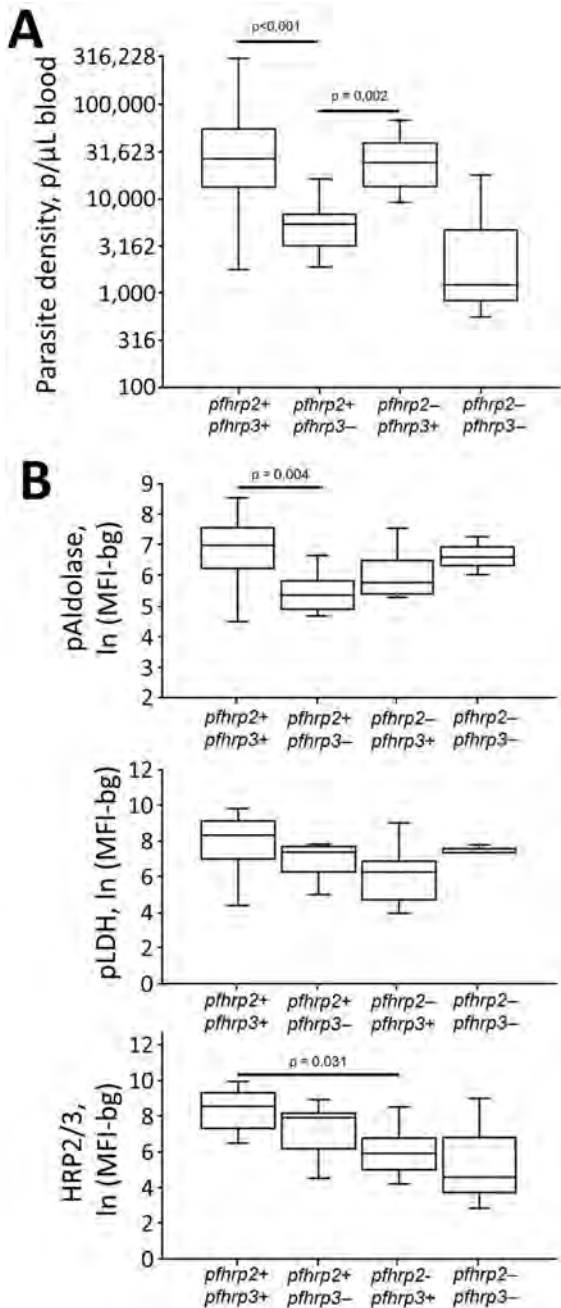 A
p<0.001
316,228
100,000
p = 0.002
31,623
10,000
3,162
1,000
316
100
Parasite density, p/μL blood
pfhrp2+ pfhrp2+ pfhrp2– pfhrp2–
pfhrp3+ pfhrp3– pfhrp3+ pfhrp3–
B
p = 0.004
9
8
7
6
5
4
3
2
pAldolase,
ln (MFI-bg)
pfhrp2+ pfhrp2+ pfhrp2– pfhrp2–
pfhrp3+ pfhrp3– pfhrp3+ pfhrp3–
12
10
8
6
4
2
0
pLDH, ln (MFI-bg)
pfhrp2+ pfhrp2+ pfhrp2– pfhrp2–
pfhrp3+ pfhrp3– pfhrp3+ pfhrp3–
p = 0.031
12
10
8
6
4
2
0
HRP2/3,
ln (MFI-bg)
pfhrp2+ pfhrp2+ pfhrp2- pfhrp2–
pfhrp3+ pfhrp3– pfhrp3+ pfhrp3–